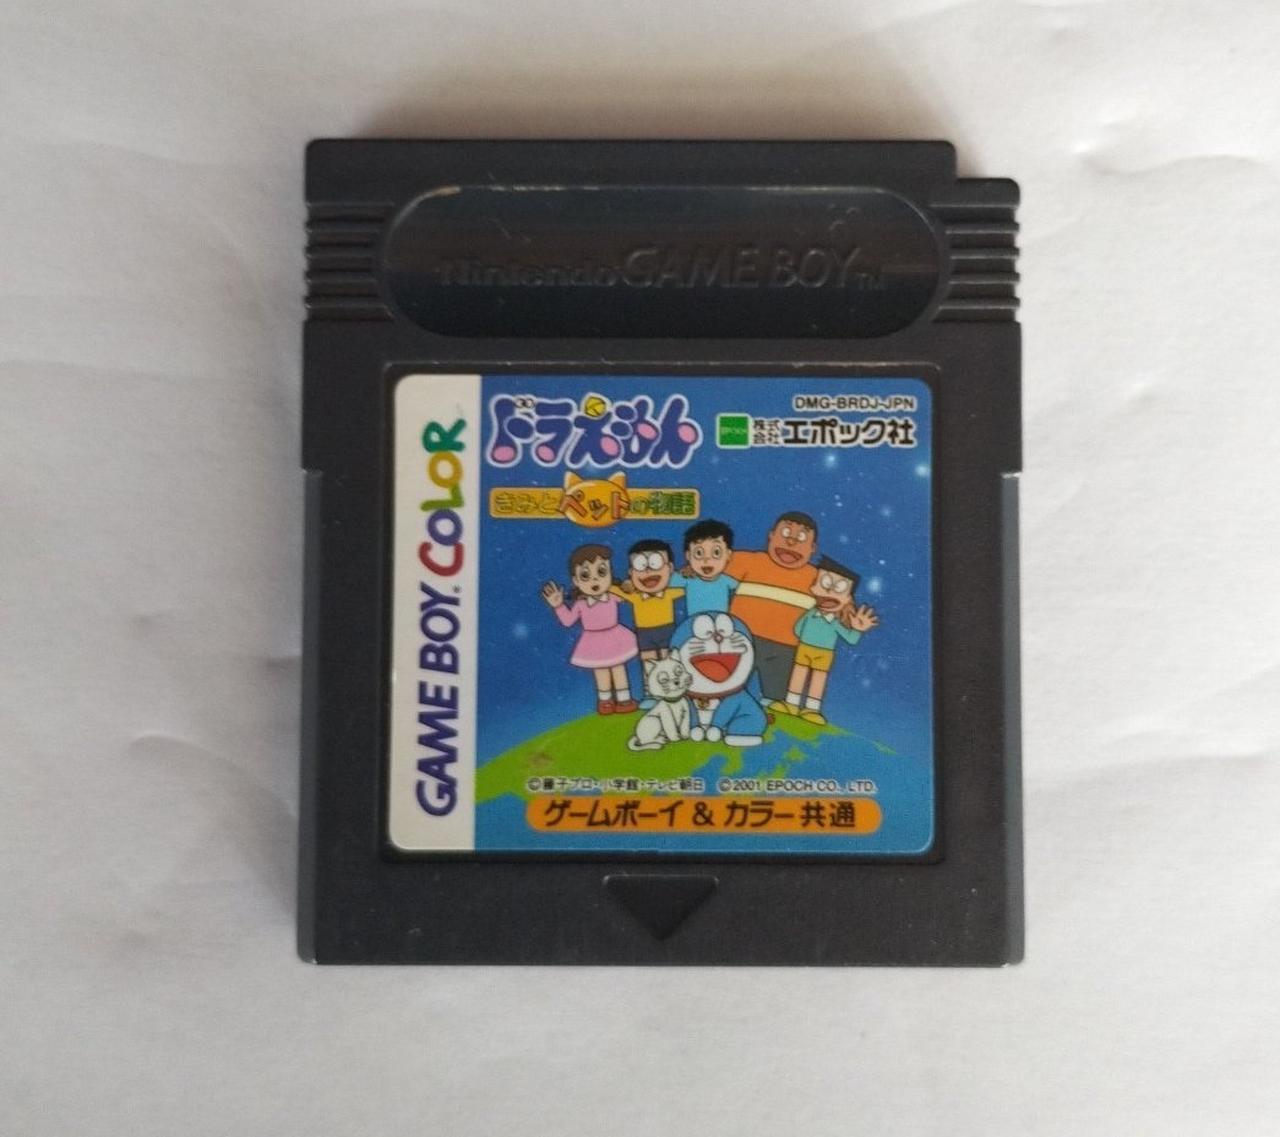 Nintendo GAME BOY TM
GAME BOY COLOR
ドラえもん
きみとペットの物語
DMG-BRDJ-JPN
EPOCH 株式会社エポック社
©藤子プロ・小学館・テレビ朝日 ©2001 EPOCH CO., LTD.
ゲームボーイ & カラー共通